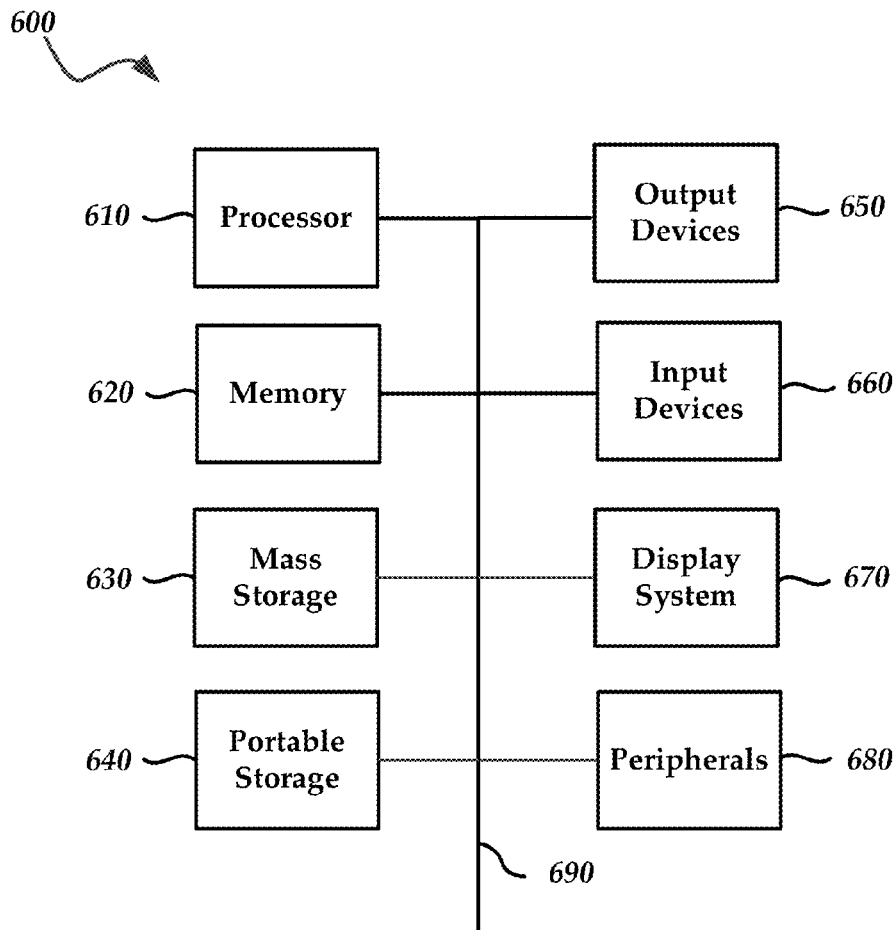 600
610
Processor
Output
Devices
650
620
Memory
Input
Devices
660
630
Mass
Storage
Display
System
670
640
Portable
Storage
Peripherals
680
690